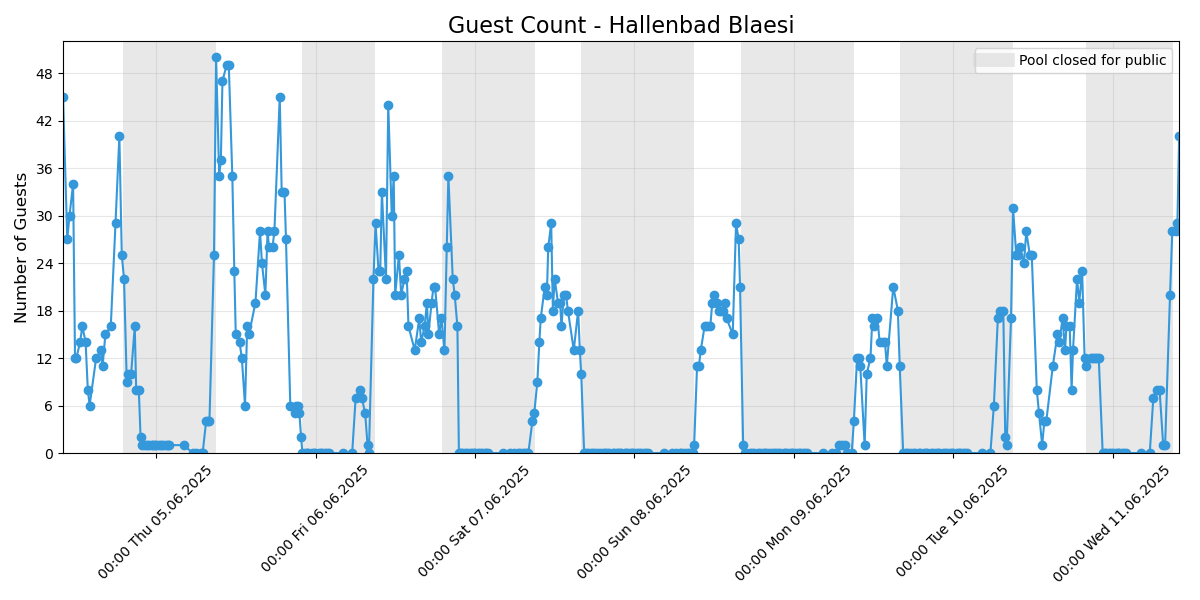 Guest Count - Hallenbad Blaesi
Pool closed for public
Number of Guests
48
42
36
30
24
18
12
6
0
00:00 Thu 05.06.2025
00:00 Fri 06.06.2025
00:00 Sat 07.06.2025
00:00 Sun 08.06.2025
00:00 Mon 09.06.2025
00:00 Tue 10.06.2025
00:00 Wed 11.06.2025